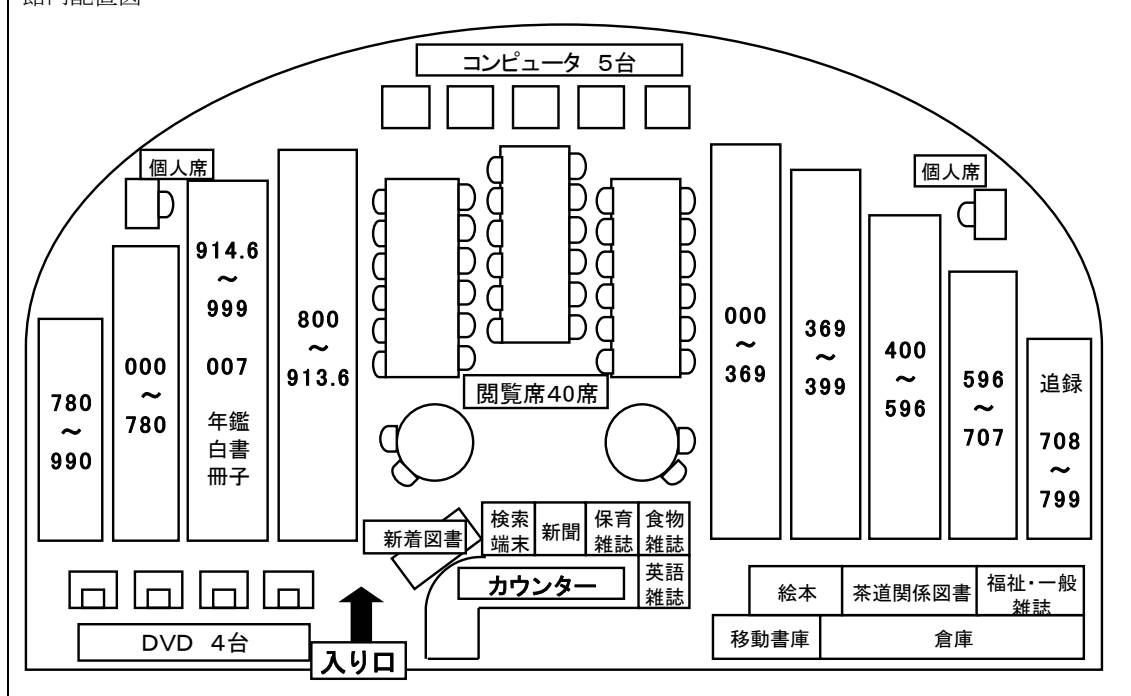 館内配置図
コンピュータ 5台
個人席
個人席
914.6
～
999
007
年鑑
白書
冊子
800
～
913.6
000
～
780
780
～
990
000
～
369
369
～
399
400
～
596
596
～
707
追録
708
～
799
閲覧席40席
新着図書
検索
端末
新聞
保育
雑誌
食物
雑誌
英語
雑誌
カウンター
絵本
茶道関係図書
福祉・一般
雑誌
移動書庫
倉庫
DVD 4台
入り口